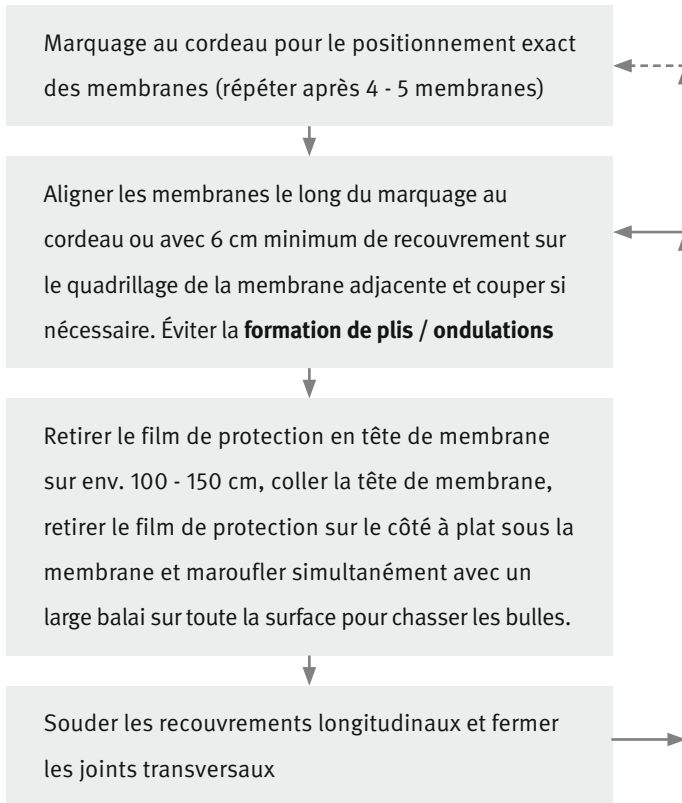 Marquage au cordeau pour le positionnement exact
des membranes (répéter après 4 - 5 membranes)
Aligner les membranes le long du marquage au
cordeau ou avec 6 cm minimum de recouvrement sur
le quadrillage de la membrane adjacente et couper si
nécessaire. Éviter la formation de plis / ondulations
Retirer le film de protection en tête de membrane
sur env. 100 - 150 cm, coller la tête de membrane,
retirer le film de protection sur le côté à plat sous la
membrane et maroufler simultanément avec un
large balai sur toute la surface pour chasser les bulles.
Souder les recouvrements longitudinaux et fermer
les joints transversaux